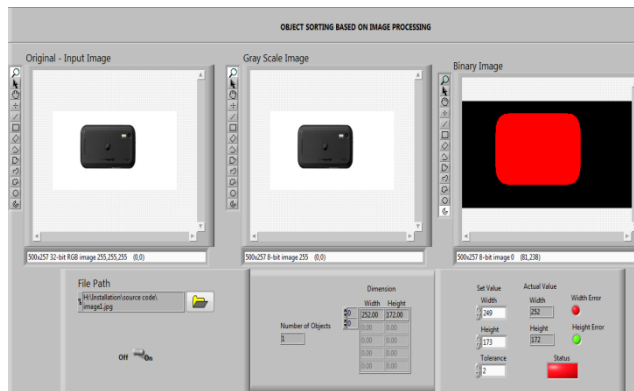 OBJECT SORTING BASED ON IMAGE PROCESSING
Original - Input Image
Gray Scale Image
Binary Image
500x257 32-bit RGB image 255,255,255 (0,0)
500x257 8-bit image 255 (0,0)
500x257 8-bit image 0 (81,238)
File Path
H:\Installation\source code\
image1.jpg
Off
On
Number of Objects
1
Dimension
Width Height
0 252.00 172.00
0 0.00 0.00
0.00 0.00
0.00 0.00
0.00 0.00
Set Value Actual Value
Width Width Width Error
249 252
Height Height Height Error
173 172
Tolerance Status
2